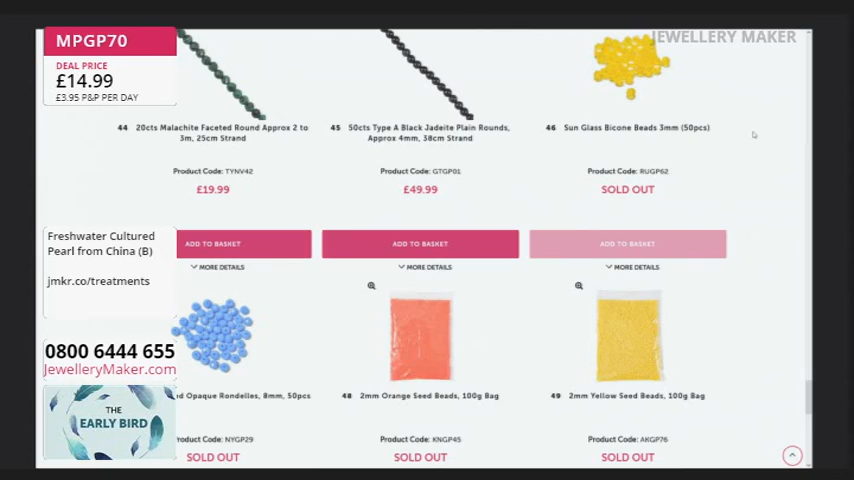 MPGP70
DEAL PRICE
£14.99
£3.95 P&P PER DAY
JEWELLERY MAKER
44 20cts Malachite Faceted Round Approx 2 to
3m, 25cm Strand
Product Code: TYNV42
£19.99
45 50cts Type A Black Jadeite Plain Rounds,
Approx 4mm, 38cm Strand
Product Code: GTGP01
£49.99
46 Sun Glass Bicone Beads 3mm (50pcs)
Product Code: RUGP62
SOLD OUT
ADD TO BASKET
MORE DETAILS
ADD TO BASKET
MORE DETAILS
ADD TO BASKET
MORE DETAILS
Freshwater Cultured
Pearl from China (B)
jmkr.co/treatments
0800 6444 655
JewelleryMaker.com
THE
EARLY BIRD
Opaque Rondelles, 8mm, 50pcs
Product Code: NYGP29
SOLD OUT
48 2mm Orange Seed Beads, 100g Bag
Product Code: KNGP45
SOLD OUT
49 2mm Yellow Seed Beads, 100g Bag
Product Code: AKGP76
SOLD OUT